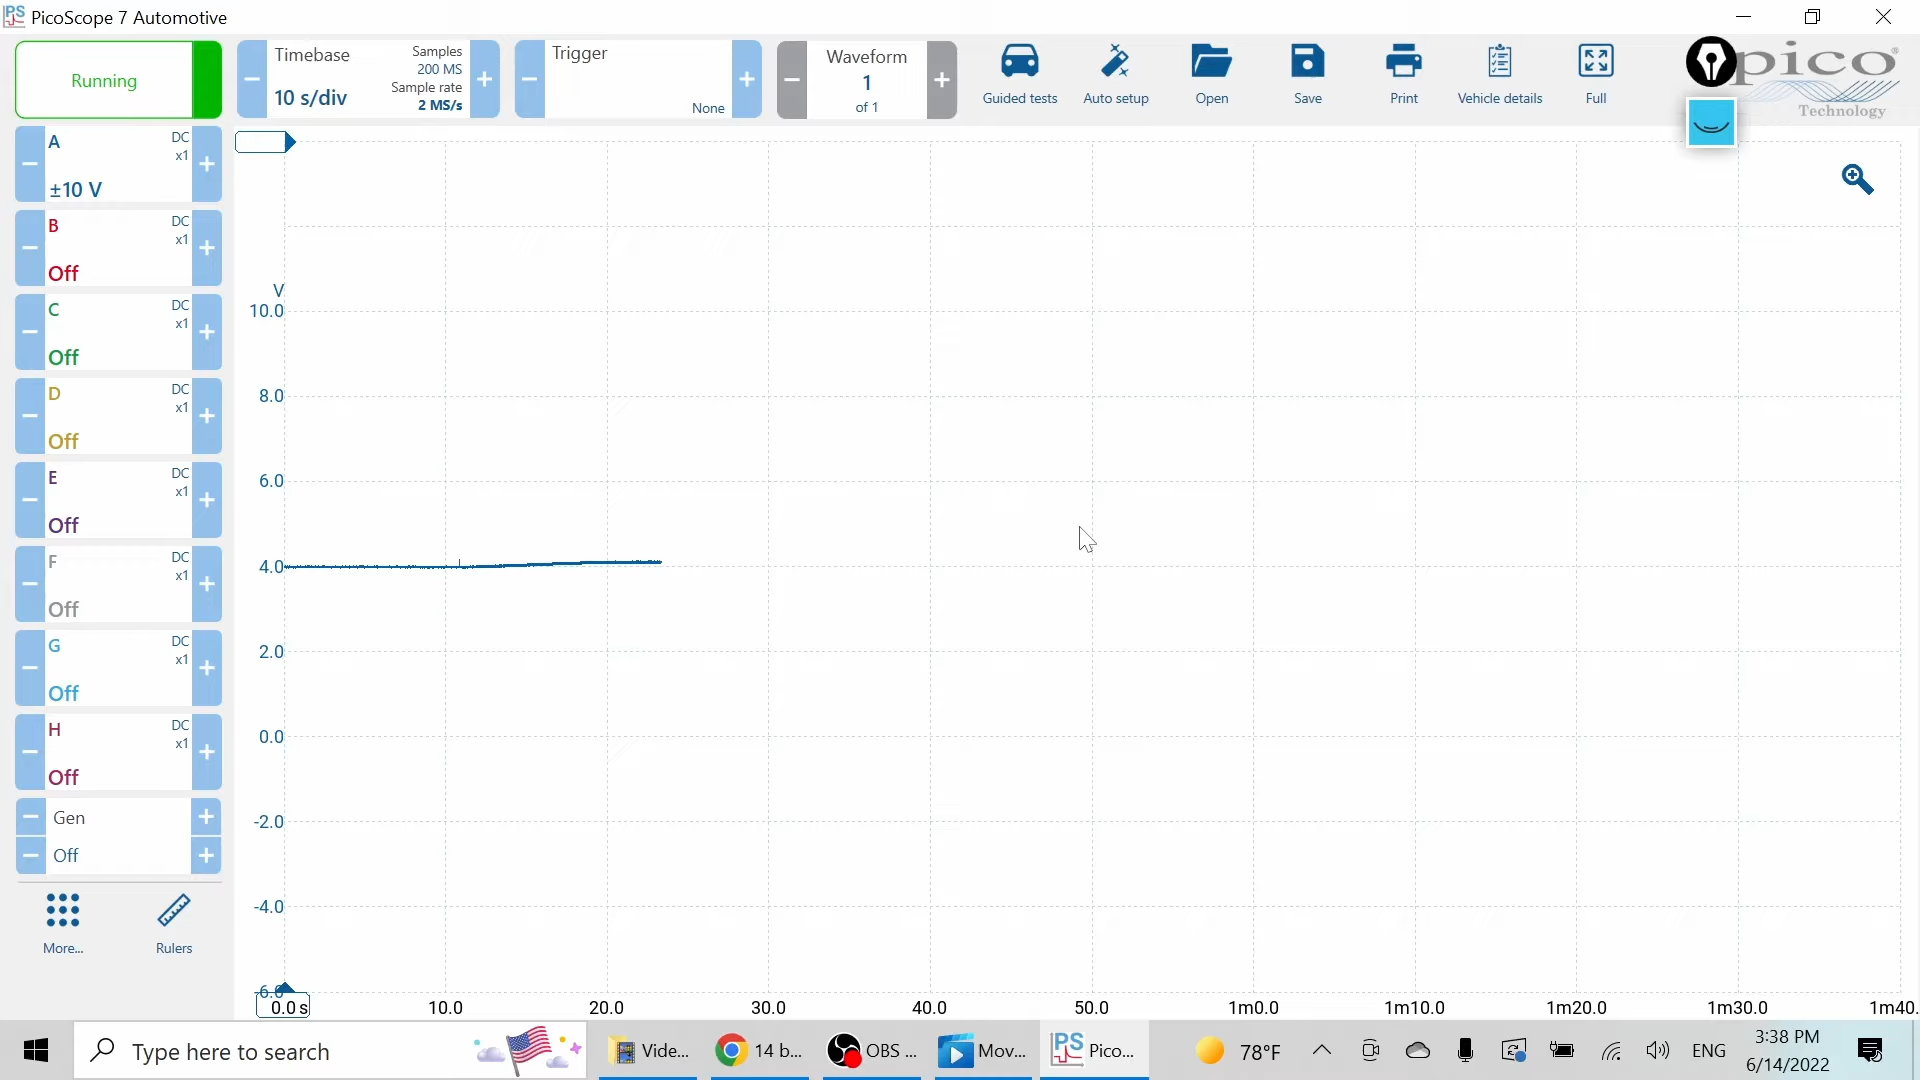 PS PicoScope 7 Automotive
Running
Timebase
10 s/div
Samples
200 MS
Sample rate
2 MS/s
Trigger
None
Waveform
1
of 1
Guided tests
Auto setup
Open
Save
Print
Vehicle details
Full
pico
Technology
A DC
x1
±10 V
B DC
x1
Off
C DC
x1
Off
D DC
x1
Off
E DC
x1
Off
F DC
x1
Off
G DC
x1
Off
H DC
x1
Off
Gen
Off
More...
Rulers
V
10.0
8.0
6.0
4.0
2.0
0.0
-2.0
-4.0
-6.0
0.0 s 10.0 20.0 30.0 40.0 50.0 1m0.0 1m10.0 1m20.0 1m30.0 1m40.
Type here to search
Vide...
14 b...
OBS ...
Mov...
PS Pico...
78°F
ENG
3:38 PM
6/14/2022